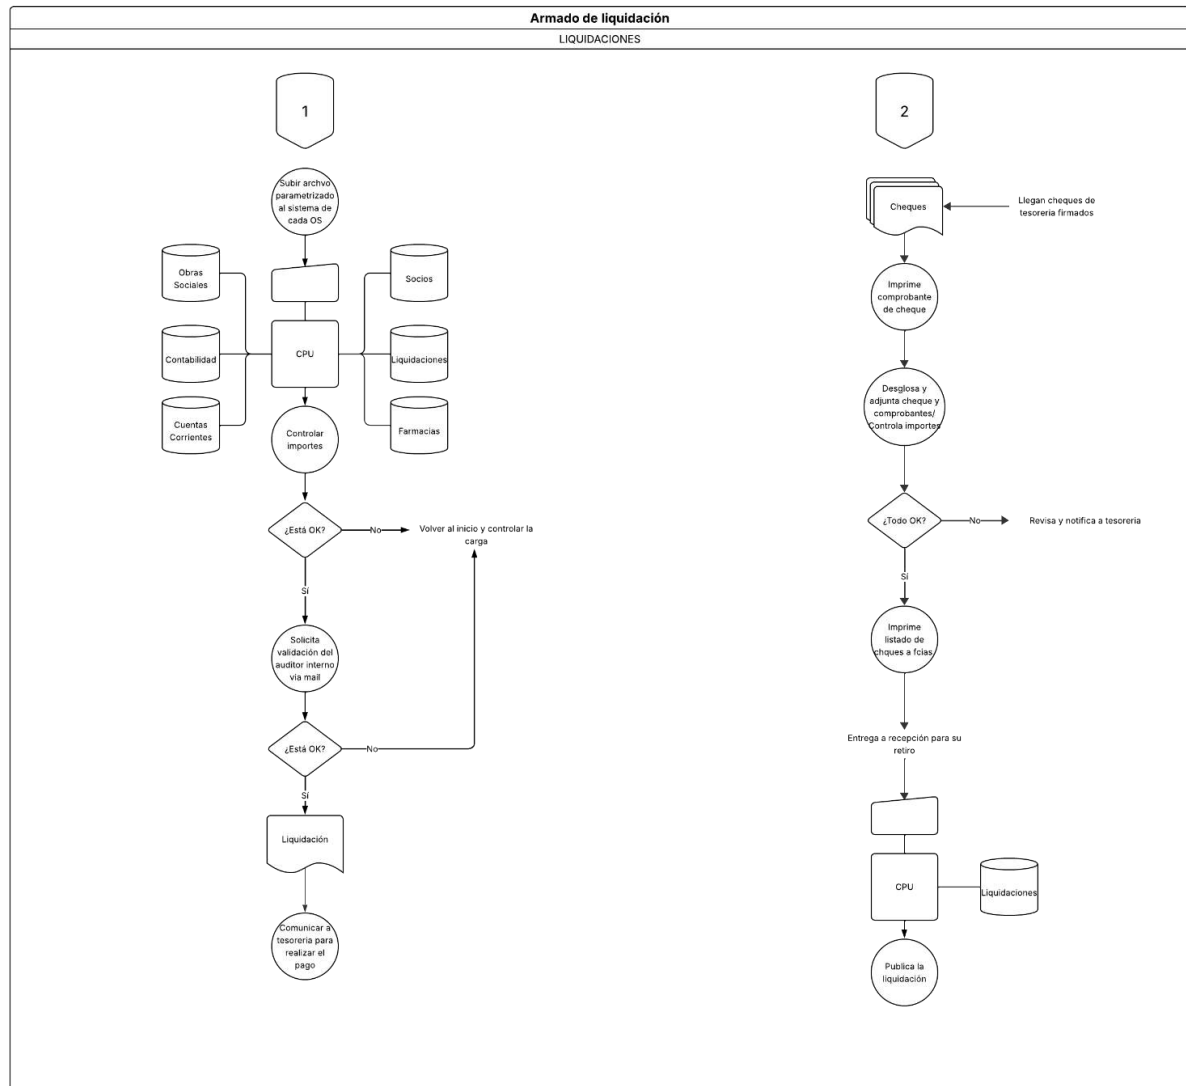 Armado de liquidación
LIQUIDACIONES
1
Subir archvo
parametrizado
al sistema de
cada OS
Obras
Sociales
Socios
Contabilidad
CPU
Liquidaciones
Cuentas
Corrientes
Farmacias
Controlar
importes
¿Está OK?
No
Volver al inicio y controlar la
carga
Sí
Solicita
validación del
auditor interno
vía mail
¿Está OK?
No
Sí
Liquidación
Comunicar a
tesoreria para
realizar el
pago
2
Cheques
Llegan cheques de
tesoreria firmados
Imprime
comprobante
de cheque
Desglosa y
adjunta cheque y
comprobantes/
Controla importes
¿Todo OK?
No
Revisa y notifica a tesoreria
Sí
Imprime
listado de
chques a fcias
Entrega a recepción para su
retiro
CPU
Liquidaciones
Publica la
liquidación